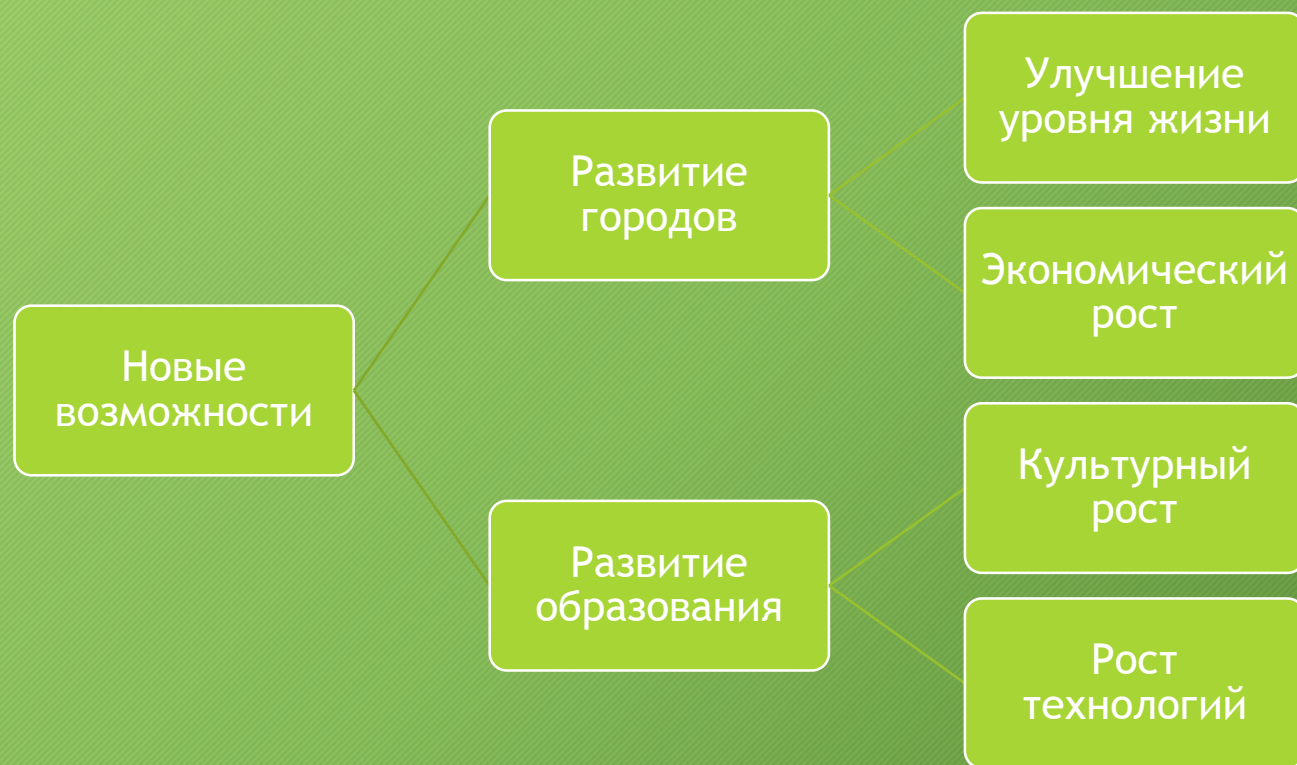 Улучшение
уровня жизни
Развитие
городов
Экономический
рост
Новые
возможности
Культурный
рост
Развитие
образования
Рост
технологий